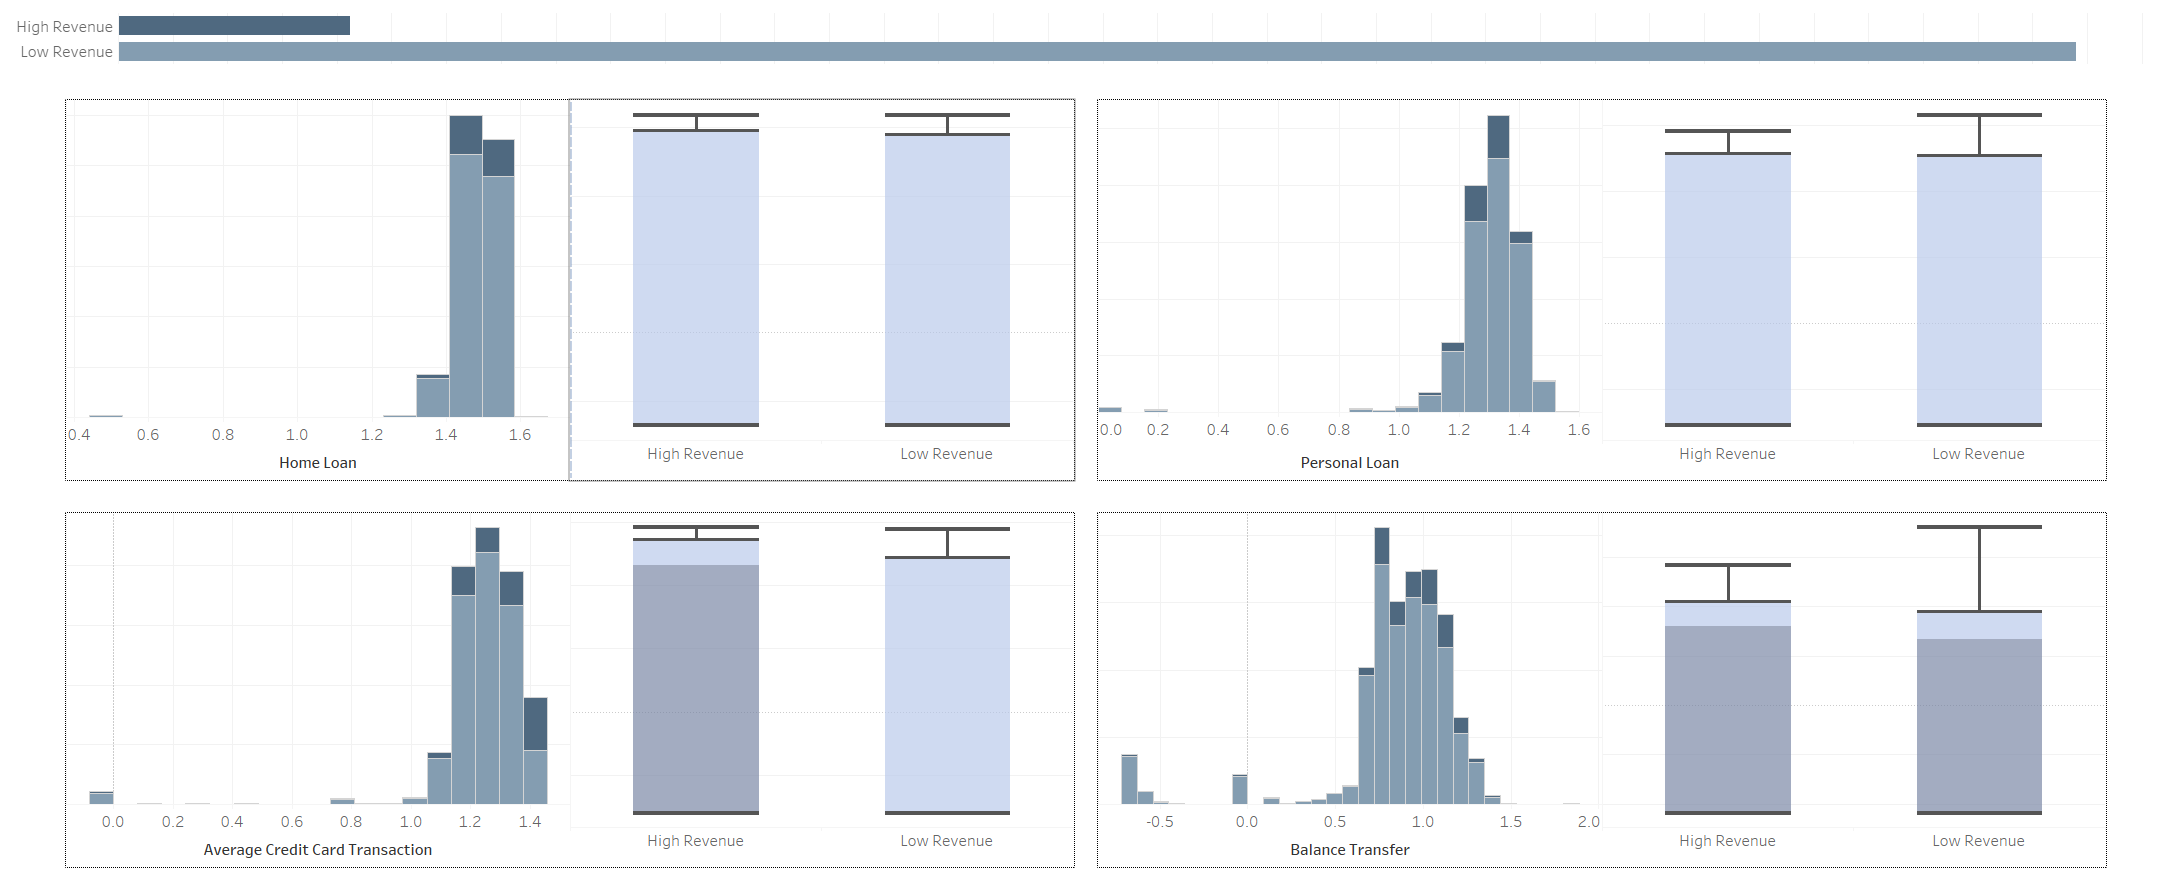 High Revenue
Low Revenue
0.4 0.6 0.8 1.0 1.2 1.4 1.6
Home Loan
High Revenue Low Revenue
0.0 0.2 0.4 0.6 0.8 1.0 1.2 1.4 1.6
Personal Loan
High Revenue Low Revenue
0.0 0.2 0.4 0.6 0.8 1.0 1.2 1.4
Average Credit Card Transaction
High Revenue Low Revenue
-0.5 0.0 0.5 1.0 1.5 2.0
Balance Transfer
High Revenue Low Revenue